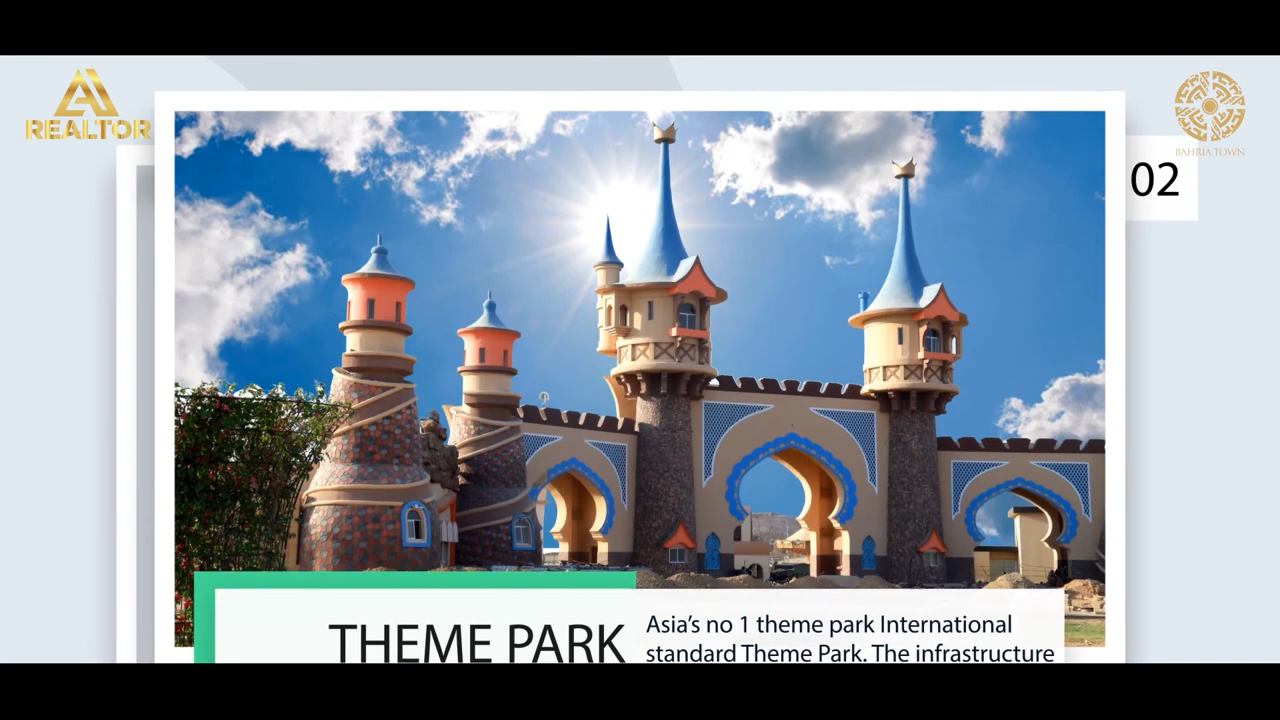 REALTOR
BAHRIA TOWN
02
THEME PARK
Asia's no 1 theme park International
standard Theme Park. The infrastructure